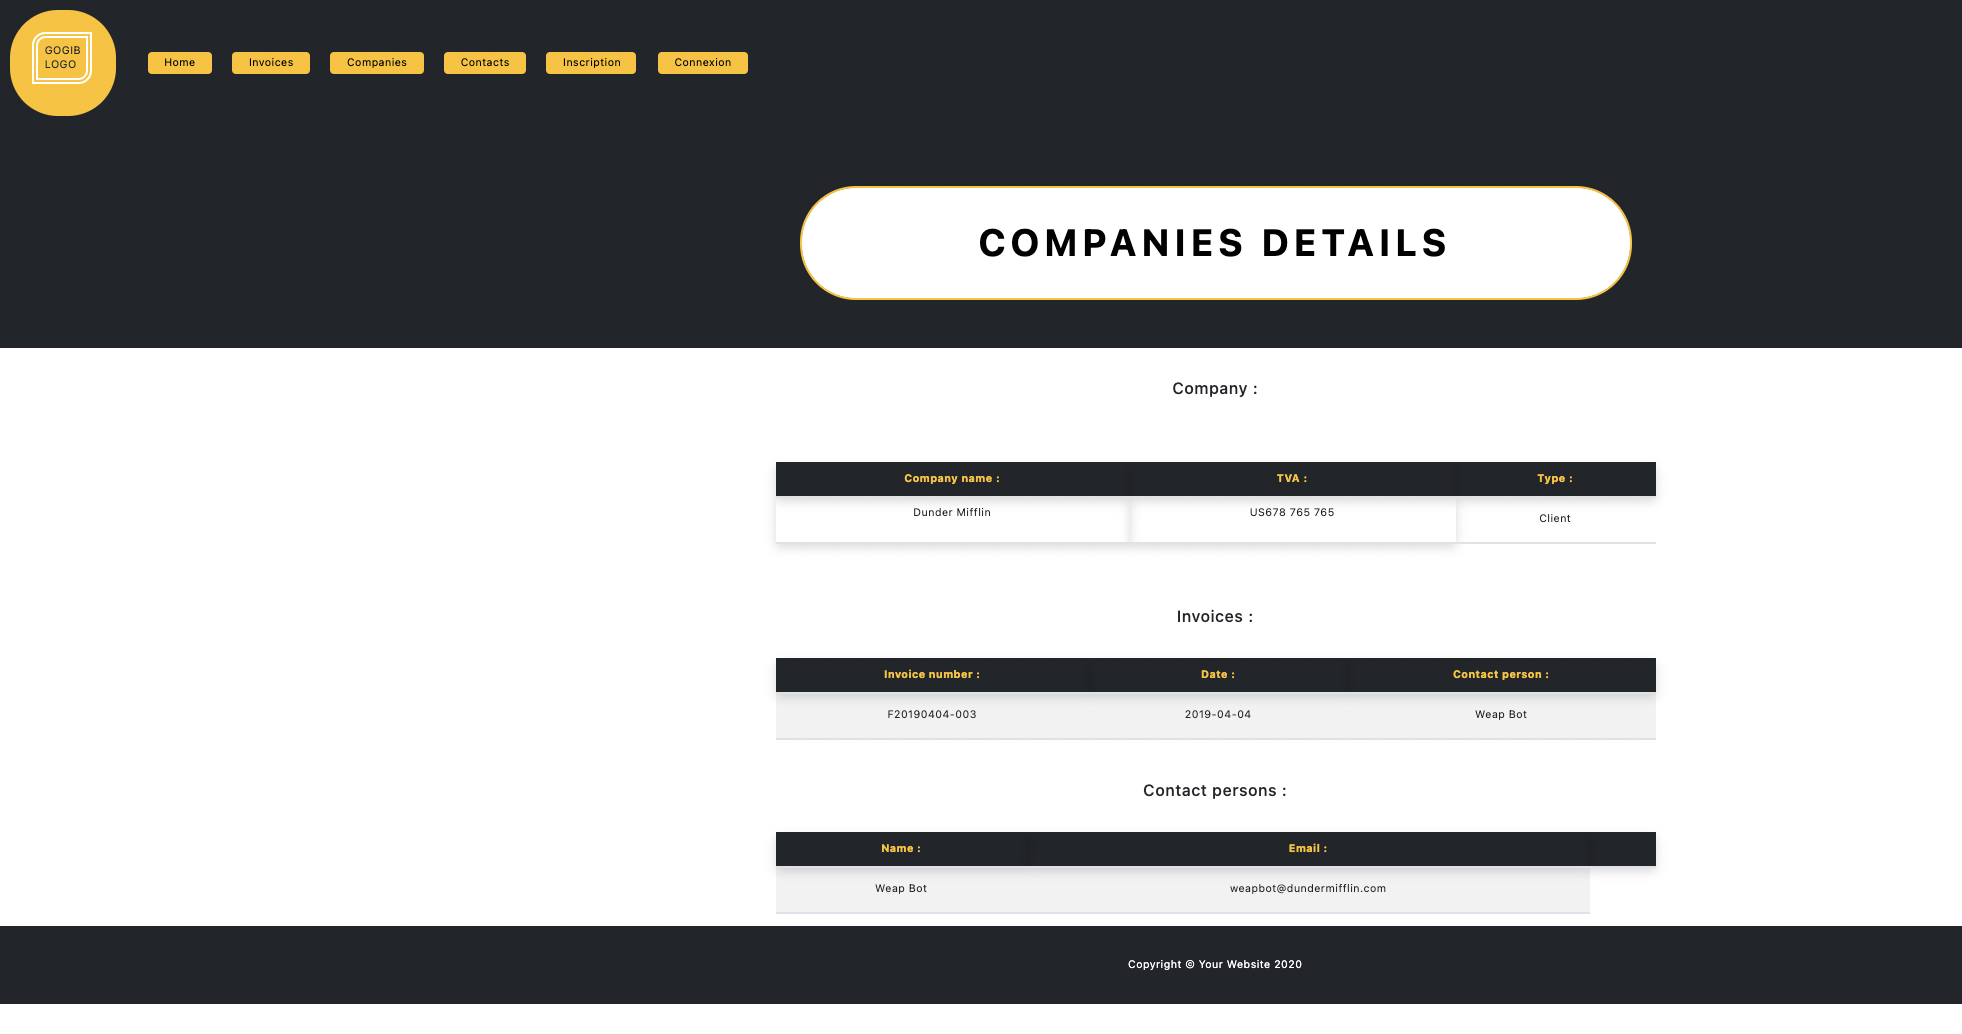 GOGIB
LOGO
Home Invoices Companies Contacts Inscription Connexion
COMPANIES DETAILS
Company :
Company name : TVA : Type :
Dunder Mifflin US678 765 765 Client
Invoices :
Invoice number : Date : Contact person :
F20190404-003 2019-04-04 Weap Bot
Contact persons :
Name : Email :
Weap Bot weapbot@dundermifflin.com
Copyright © Your Website 2020